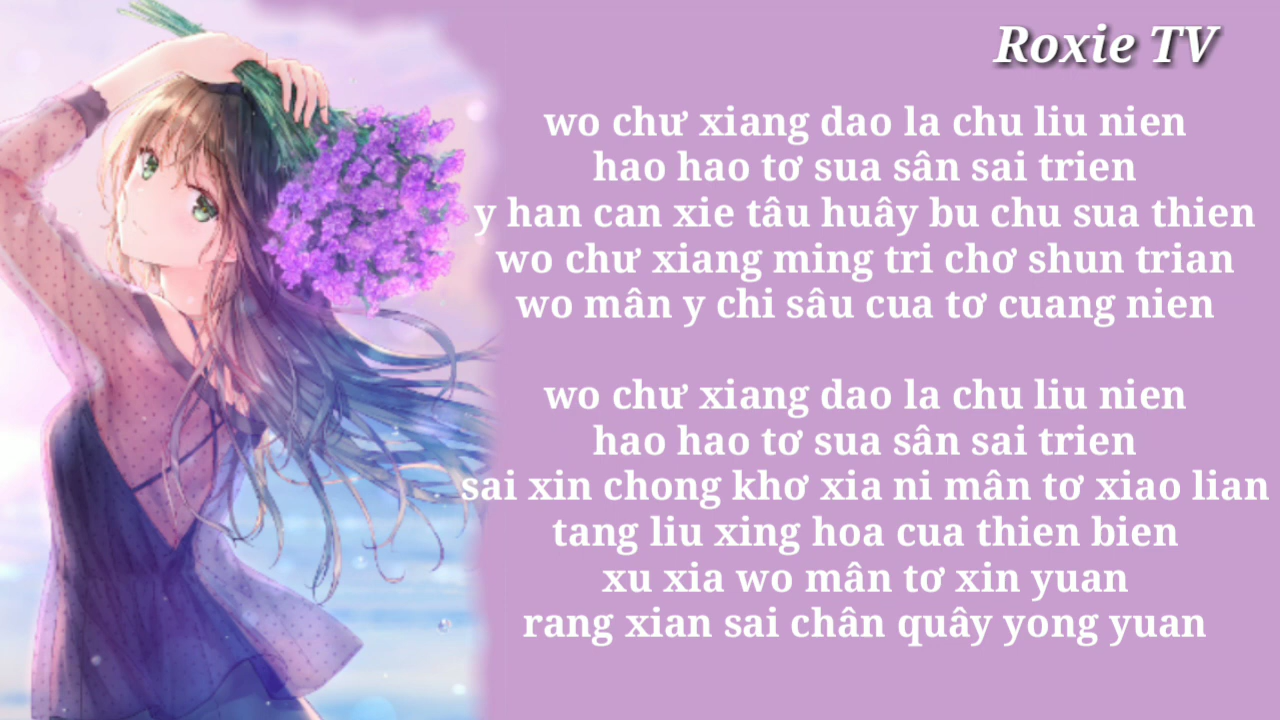 Roxie TV
wo chư xiang dao la chu liu nien
hao hao tơ sua sân sai trien
y han can xie tâu huây bu chu sua thien
wo chư xiang ming tri chơ shun trian
wo mân y chi sâu cua tơ cuang nien
wo chư xiang dao la chu liu nien
hao hao tơ sua sân sai trien
sai xin chong khơ xia ni mân tơ xiao lian
tang liu xing hoa cua thien bien
xu xia wo mân tơ xin yuan
rang xian sai chân quây yong yuan